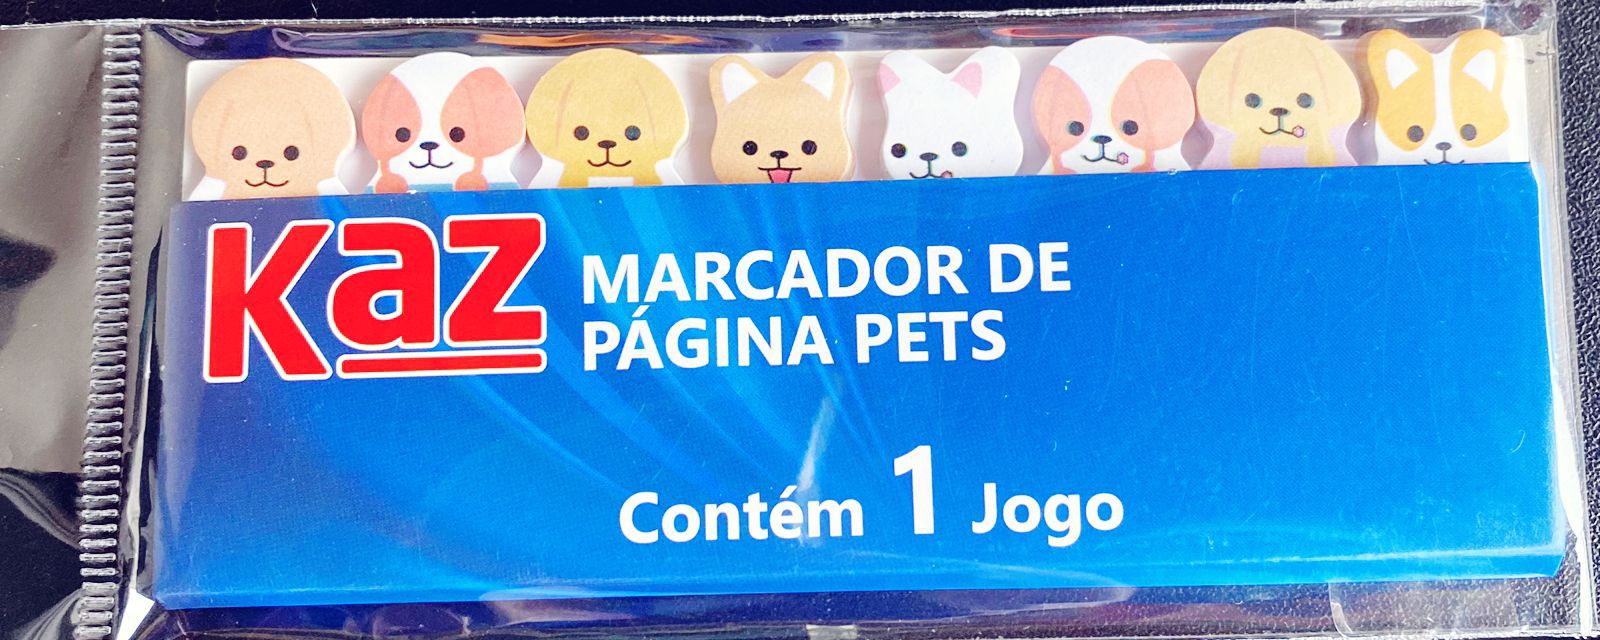 Kaz
MARCADOR DE
PÁGINA PETS
Contém 1 Jogo